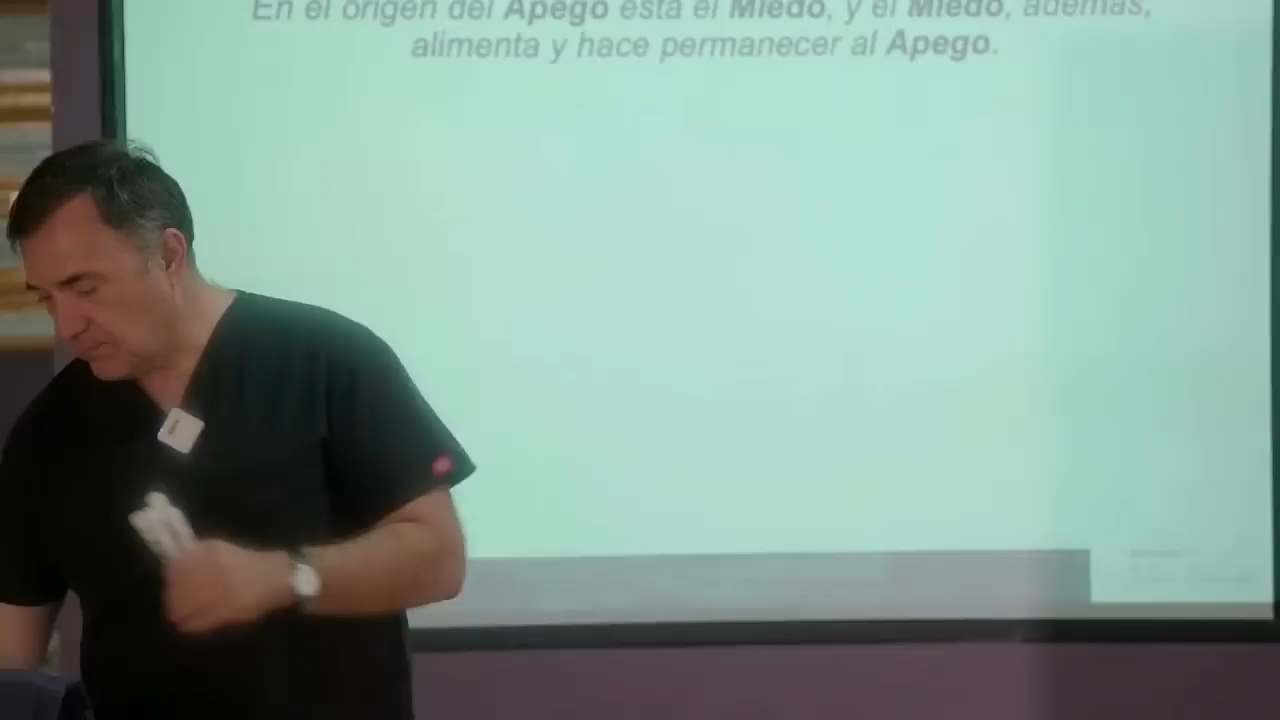 En el origen del Apego está el Miedo, y el Miedo, además,
alimenta y hace permanecer al Apego.